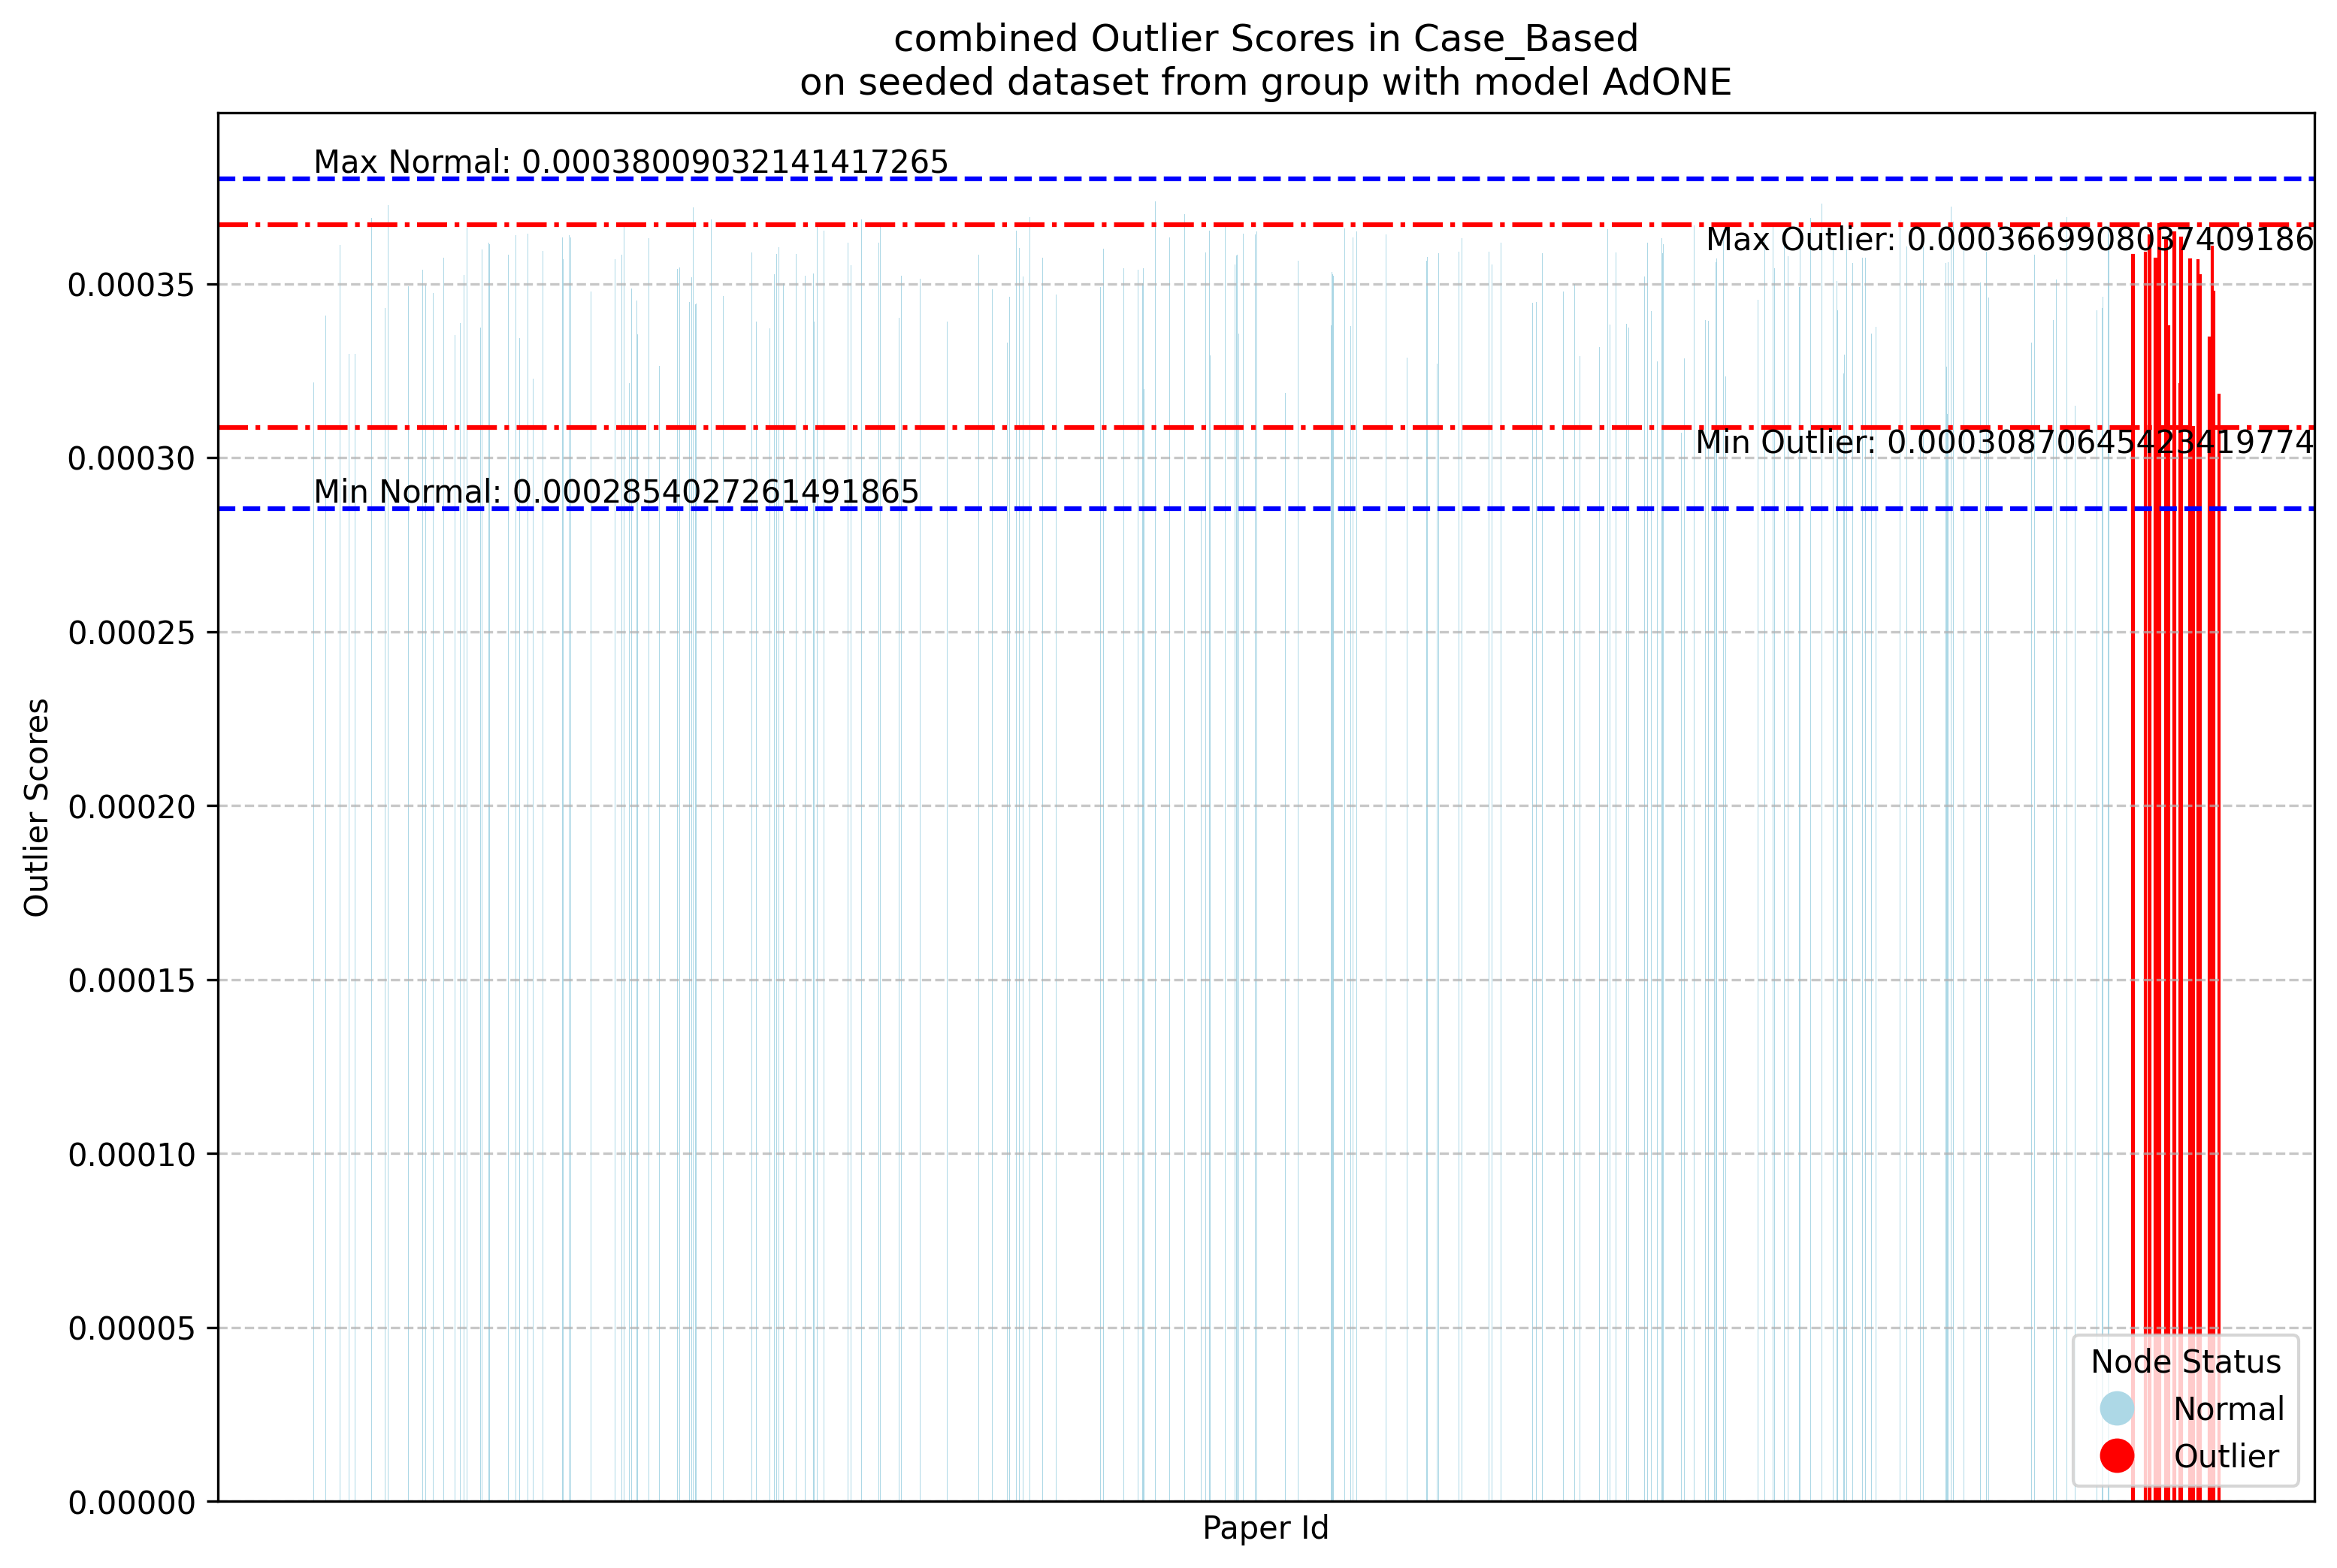 combined Outlier Scores in Case_Based
on seeded dataset from group with model AdONE
Max Normal: 0.00038009032141417265
Max Outlier: 0.0003669908037409186
0.00035
Min Outlier: 0.00030870645423419774
0.00030
Min Normal: 0.0002854027261491865
0.00025
0.00020
0.00015
0.00010
0.00005
0.00000
Outlier Scores
Node Status
Normal
Outlier
Paper Id